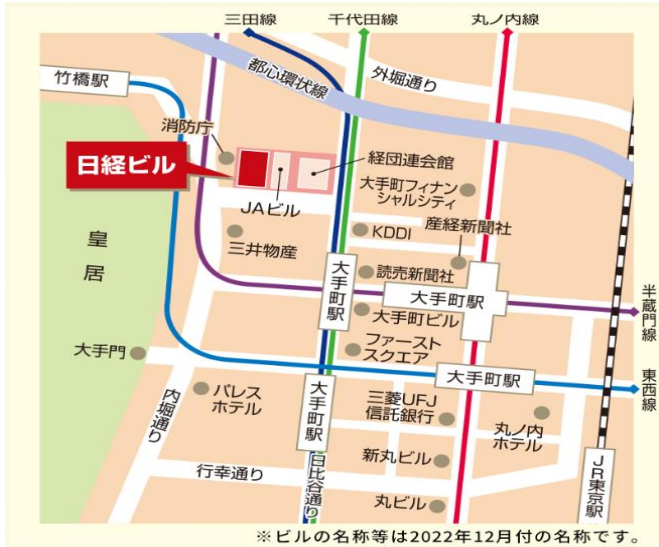 三田線
千代田線
丸ノ内線
都心環状線
外堀通り
竹橋駅
消防庁
日経ビル
経団連会館
JAビル
大手町フィナン
シャルシティ
KDDI
産経新聞社
皇居
三井物産
大手町駅
読売新聞社
大手町駅
半蔵門線
大手町ビル
ファースト
スクエア
大手門
大手町駅
大手町駅
東西線
内堀通り
パレス
ホテル
三菱UFJ
信託銀行
丸ノ内
ホテル
新丸ビル
行幸通り
日比谷通り
丸ビル
JR東京駅
※ビルの名称等は2022年12月付の名称です。